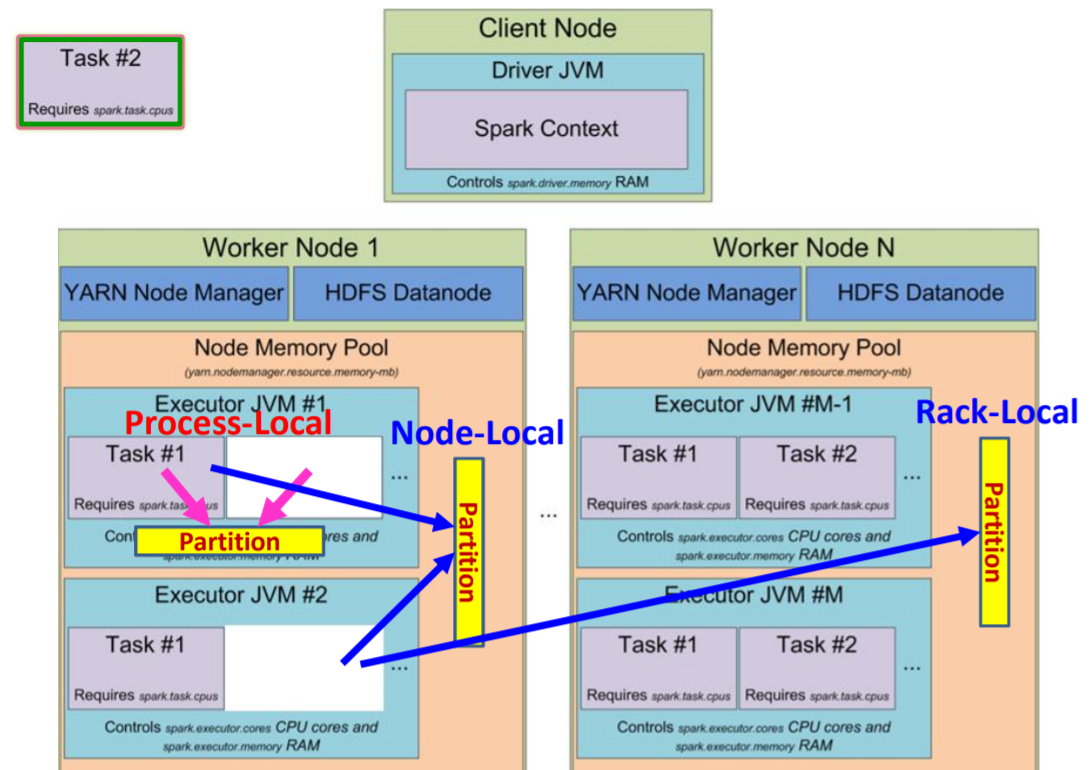 Task #2
Requires spark.task.cpus
Client Node
Driver JVM
Spark Context
Controls spark.driver.memory RAM
Worker Node 1
YARN Node Manager
HDFS Datanode
Node Memory Pool
(yarn.nodemanager.resource.memory-mb)
Executor JVM #1
Process-Local
Node-Local
Task #1
...
Requires spark.task.cpus
Partition
ores and
spark.executor.memory RAM
Partition
Executor JVM #2
Task #1
...
Requires spark.task.cpus
Controls spark.executor.cores CPU cores and
spark.executor.memory RAM
...
Worker Node N
YARN Node Manager
HDFS Datanode
Node Memory Pool
(yarn.nodemanager.resource.memory-mb)
Executor JVM #M-1
Rack-Local
Task #1
Task #2
...
Requires spark.task.cpus
Requires spark.task.cpus
Controls spark.executor.cores CPU cores and
spark.executor.memory RAM
Partition
Executor JVM #M
Task #1
Task #2
...
Requires spark.task.cpus
Requires spark.task.cpus
Controls spark.executor.cores CPU cores and
spark.executor.memory RAM